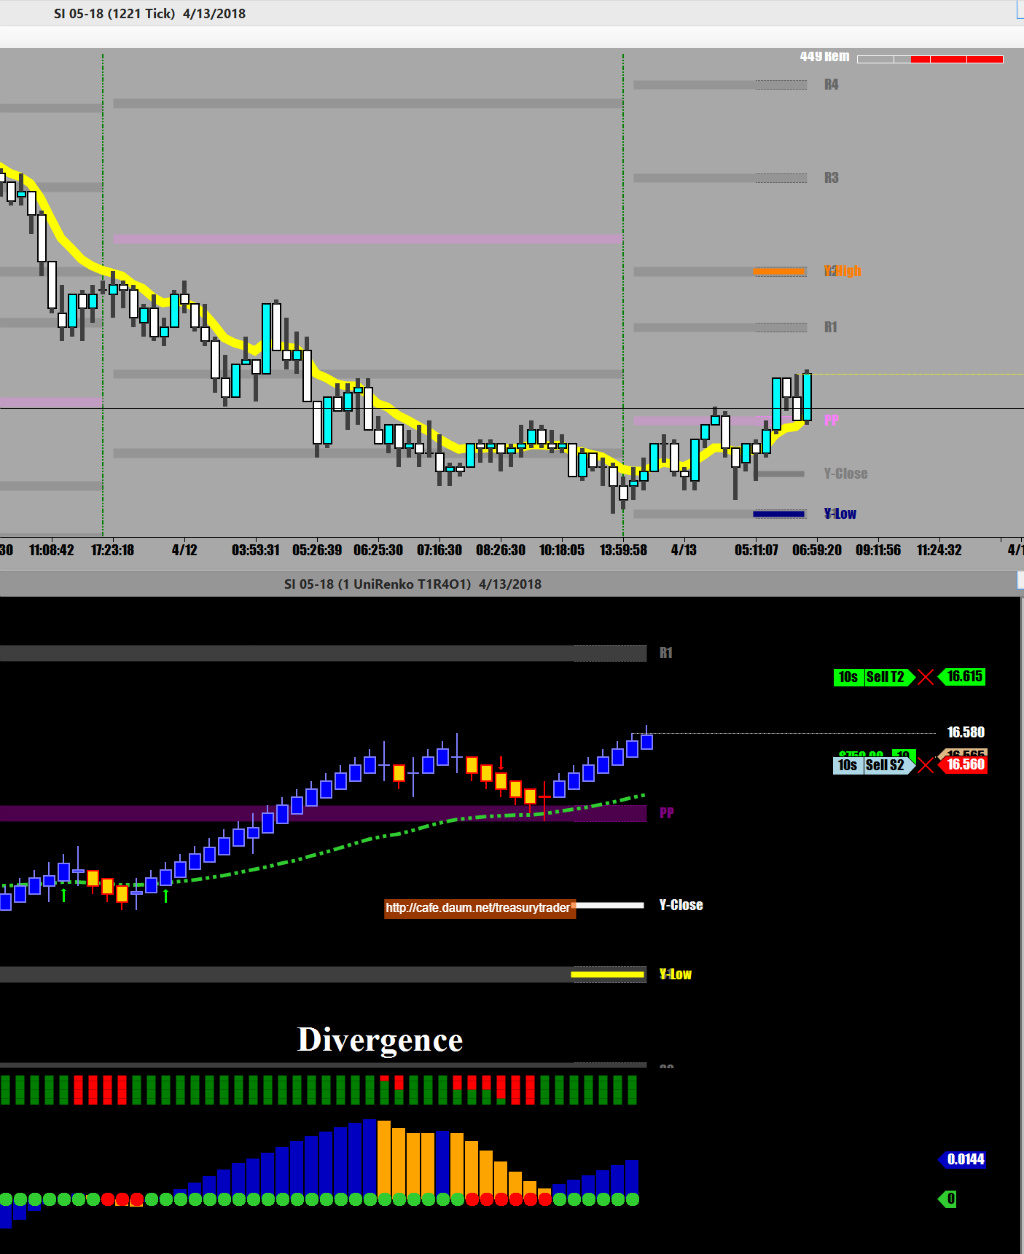 SI 05-18 (1221 Tick) 4/13/2018
449 Rem
R4
R3
Y-High
R1
PP
Y-Close
Y-Low
30 11:08:42 17:23:18 4/12 03:53:31 05:26:39 06:25:30 07:16:30 08:26:30 10:18:05 13:59:58 4/13 05:11:07 06:59:20 09:11:56 11:24:32
SI 05-18 (1 UniRenko T1R4O1) 4/13/2018
R1
10s Sell T2 16.615
16.580
16.565
10s Sell S2 16.560
PP
http://cafe.daum.net/treasurytrader
Y-Close
Y-Low
Divergence
0.0144
0